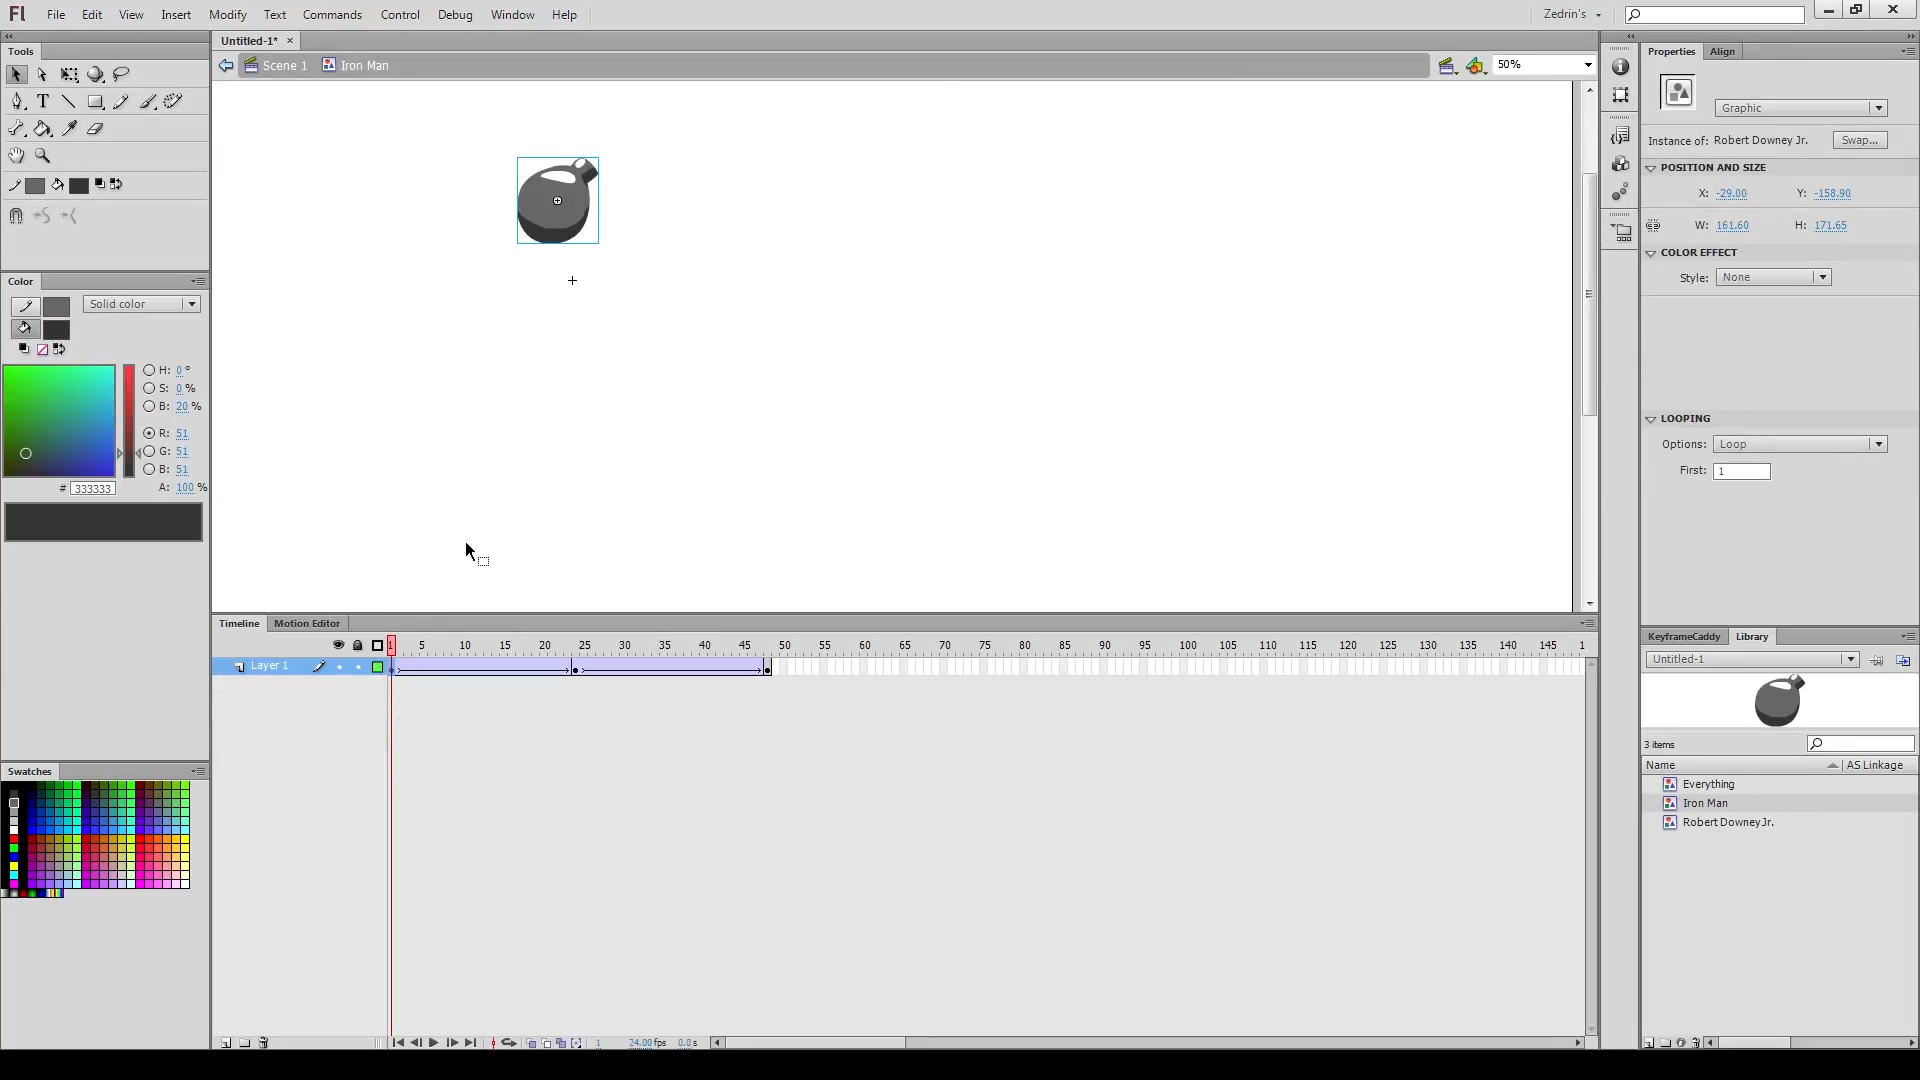 Fl File Edit View Insert Modify Text Commands Control Debug Window Help Zedrin's
Tools
Untitled-1* ×
Scene 1 Iron Man 50%
Properties Align
Graphic
Instance of: Robert Downey Jr. Swap...
POSITION AND SIZE
X: -29.00 Y: -158.90
W: 161.60 H: 171.65
COLOR EFFECT
Style: None
LOOPING
Options: Loop
First: 1
Color
Solid color
H: 0 °
S: 0 %
B: 20 %
R: 51
G: 51
B: 51
# 333333 A: 100 %
Timeline Motion Editor
1 5 10 15 20 25 30 35 40 45 50 55 60 65 70 75 80 85 90 95 100 105 110 115 120 125 130 135 140 145 1
Layer 1
1 24.00 fps 0.0 s
KeyframeCaddy Library
Untitled-1
3 items
Name AS Linkage
Everything
Iron Man
Robert Downey Jr.
Swatches